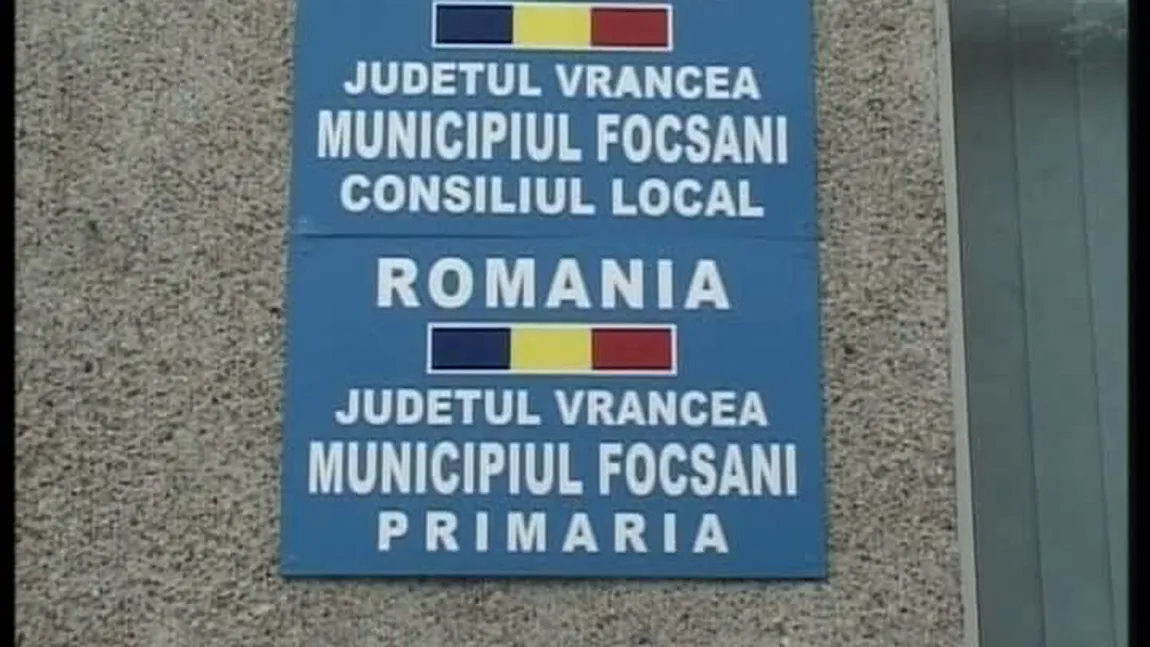 JUDETUL VRANCEA
MUNICIPIUL FOCSANI
CONSILIUL LOCAL
ROMANIA
JUDETUL VRANCEA
MUNICIPIUL FOCSANI
PRIMARIA